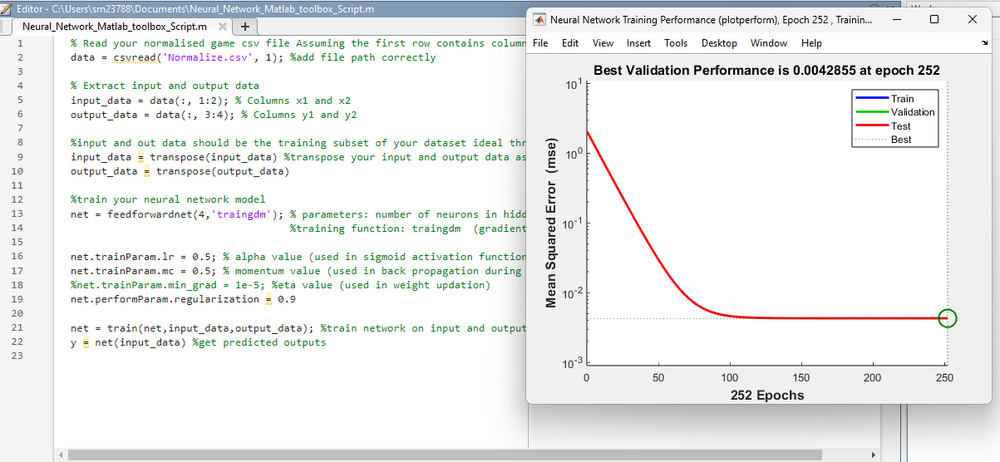 Editor - C:\Users\sm23788\Documents\Neural_Network_Matlab_toolbox_Script.m
Neural_Network_Matlab_toolbox_Script.m
1 % Read your normalised game csv file Assuming the first row contains colum
2 data = csvread('Normalize.csv', 1); %add file path correctly
3
4 % Extract input and output data
5 input_data = data(:, 1:2); % Columns x1 and x2
6 output_data = data(:, 3:4); % Columns y1 and y2
7
8 %input and out data should be the training subset of your dataset ideal thr
9 input_data = transpose(input_data) %transpose your input and output data as
10 output_data = transpose(output_data)
11
12 %train your neural network model
13 net = feedforwardnet(4,'traingdm'); % parameters: number of neurons in hidd
14 %training function: traingdm (gradient
15
16 net.trainParam.lr = 0.5; % alpha value (used in sigmoid activation function
17 net.trainParam.mc = 0.5; % momentum value (used in back propagation during
18 %net.trainParam.min_grad = 1e-5; %eta value (used in weight updation)
19 net.performParam.regularization = 0.9
20
21 net = train(net,input_data,output_data); %train network on input and output
22 y = net(input_data) %get predicted outputs
23
Neural Network Training Performance (plotperform), Epoch 252 , Trainin...
File Edit View Insert Tools Desktop Window Help
Best Validation Performance is 0.0042855 at epoch 252
Mean Squared Error (mse)
10^1
10^0
10^-1
10^-2
10^-3
Train
Validation
Test
Best
0 50 100 150 200 250
252 Epochs